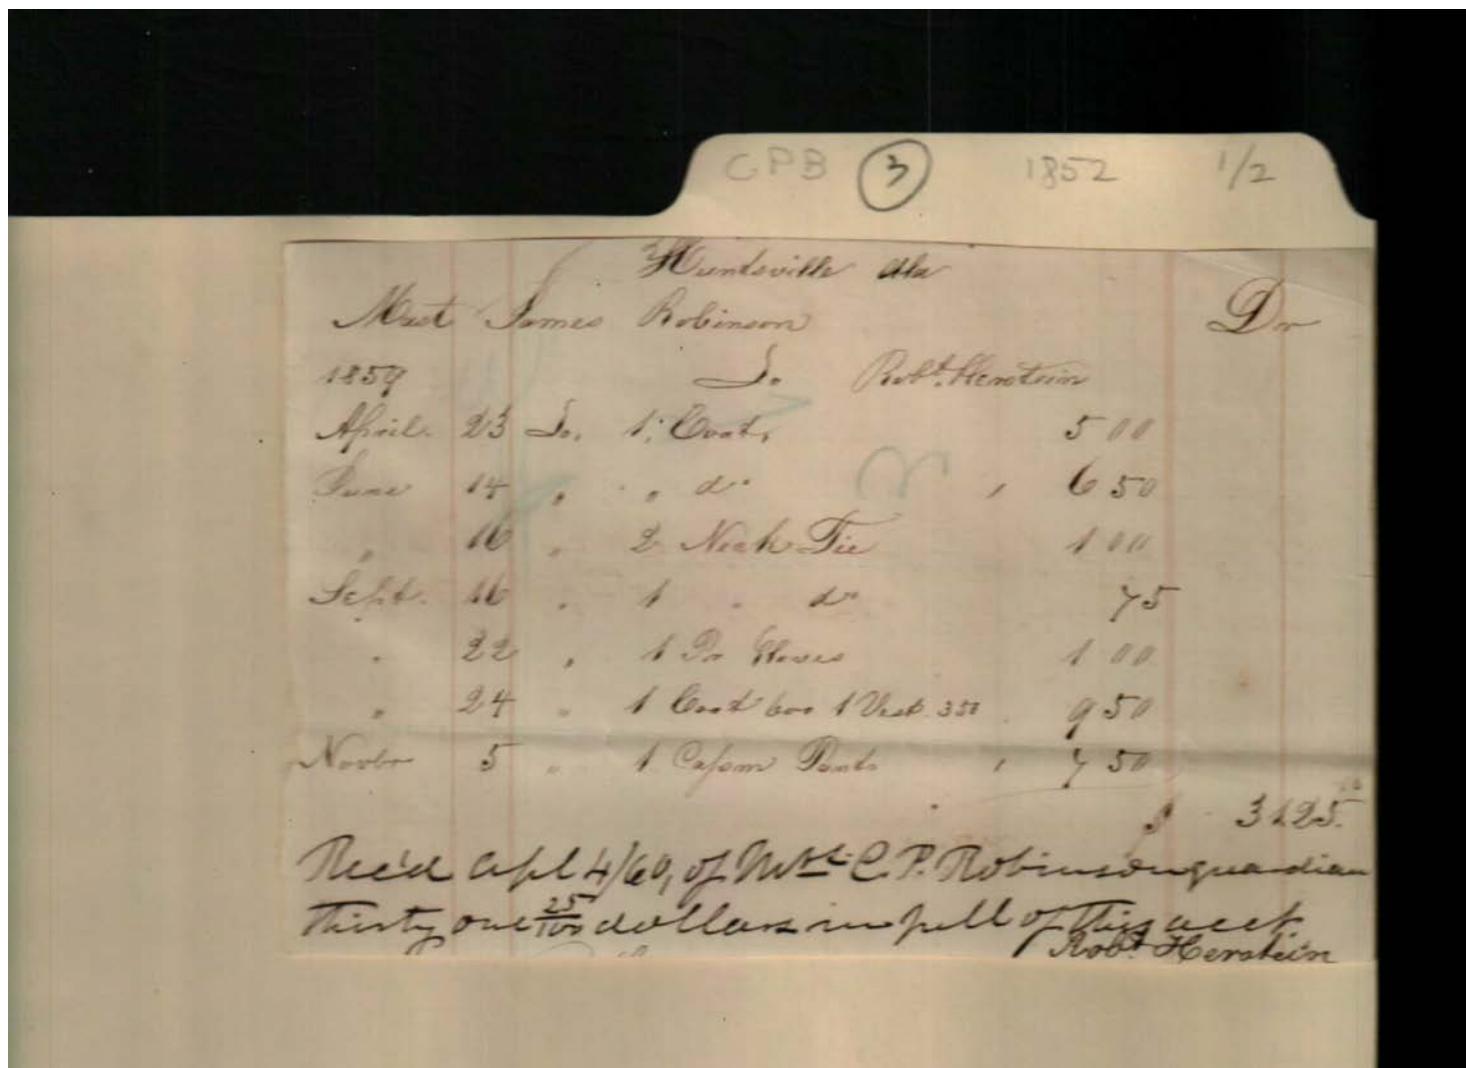 CPB 3 1852 1/2
Huntsville Ala
Mast James Robinson Dr
1859 To Robt. Herstein
April. 23 To. 1 Coat, 5 00
June 14 " " do 6 50
" 16 " 2 Neck Tie 1 00
Sept. 16 " 1 " do 75
" 22 " 1 Pr Gloves 1 00
" 24 " 1 Coat 600 1 Vest. 350 9 50
Novbr 5 " 1 Cassm Pants 7 50
$ 31.25.
Rec'd Apl 4/60, of C. P. Robinson guardian
thirty one 25/100 dollars in full of this acct.
Robt Herstein